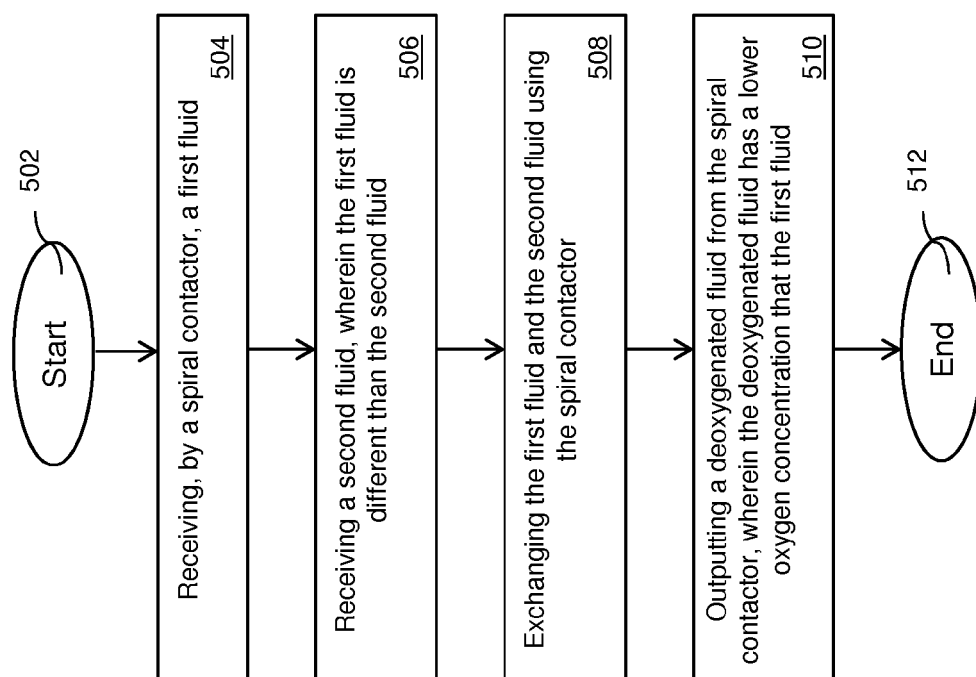 502
Start
Receiving, by a spiral contactor, a first fluid
504
Receiving a second fluid, wherein the first fluid is
different than the second fluid
506
Exchanging the first fluid and the second fluid using
the spiral contactor
508
Outputting a deoxygenated fluid from the spiral
contactor, wherein the deoxygenated fluid has a lower
oxygen concentration that the first fluid
510
512
End